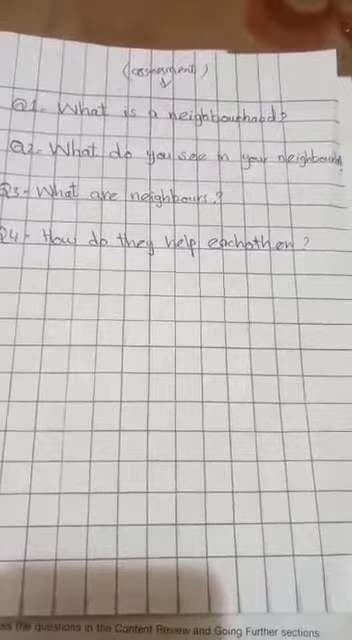 (assessment)
Q1- What is a neighbourhood?
Q2- What do you see in your neighbourhood
Q3- What are neighbours?
Q4- How do they help eachother?
ss the questions in the Content Review and Going Further sections